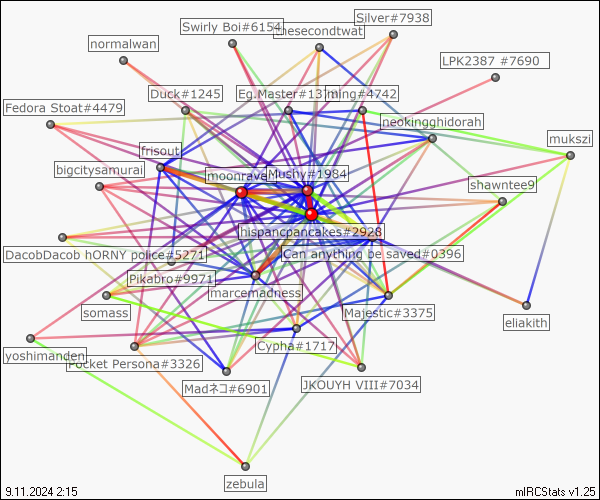 Silver#7938
Swirly Boi#6154
thesecondtwat
normalwan
LPK2387 #7690
Duck#1245
Eg.Master#137
ming#4742
Fedora Stoat#4479
neokingghidorah
mukszi
frisout
bigcitysamurai
moonrave
Mushy#1984
shawntee9
hispancpancakes#2928
DacobDacob hORNY police#5271
Can anything be saved#0396
Pikabro#9971
marcemadness
somass
Majestic#3375
eliakith
Cypha#1717
yoshimanden
Pocket Persona#3326
Madネコ#6901
JKOUYH VIII#7034
zebula
9.11.2024 2:15
mIRCStats v1.25